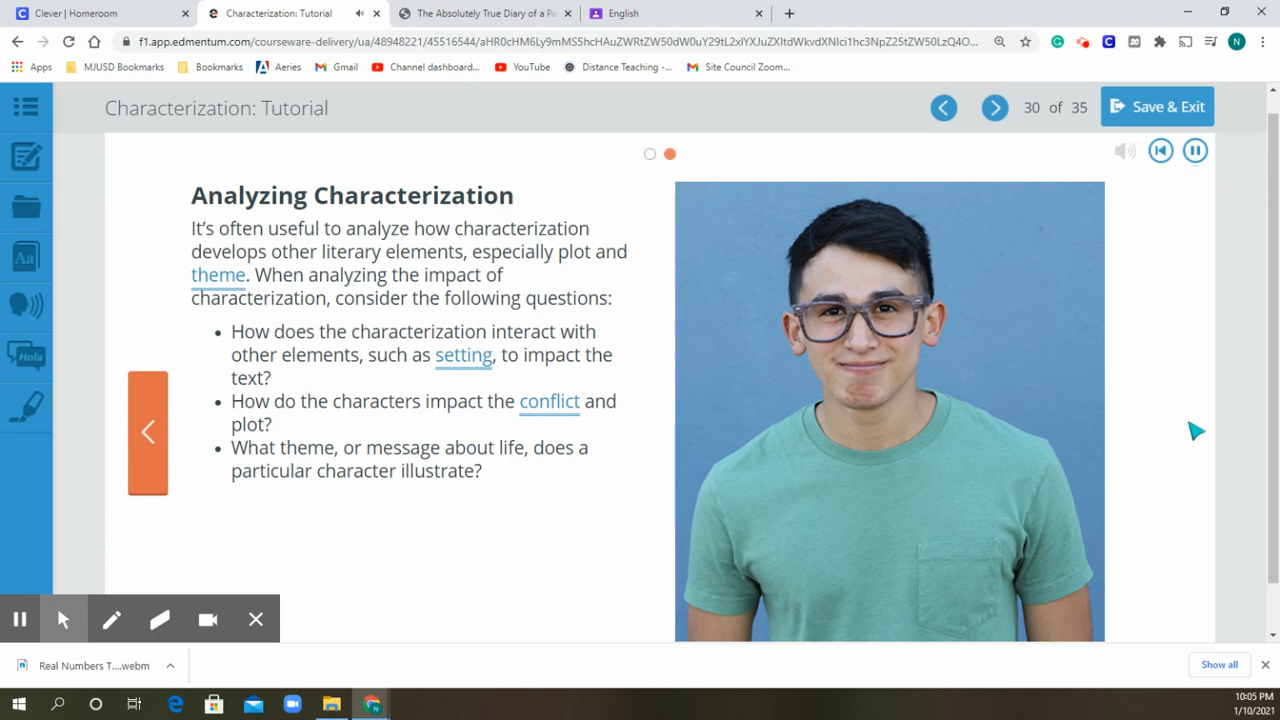 Clever | Homeroom
Characterization: Tutorial
The Absolutely True Diary of a Pa
English
f1.app.edmentum.com/courseware-delivery/ua/48948221/45516544/aHR0cHM6Ly9mMS5hcHAuZWRtZW50dW0uY29tL2xlYXJuZXItdWkvdXNlci1hc3NpZ25tZW50LzQ4O...
Apps
MJUSD Bookmarks
Bookmarks
Aeries
Gmail
Channel dashboard...
YouTube
Distance Teaching -...
Site Council Zoom...
Characterization: Tutorial
30 of 35
Save & Exit
Analyzing Characterization
It's often useful to analyze how characterization
develops other literary elements, especially plot and
theme. When analyzing the impact of
characterization, consider the following questions:
• How does the characterization interact with
other elements, such as setting, to impact the
text?
• How do the characters impact the conflict and
plot?
• What theme, or message about life, does a
particular character illustrate?
Aa
Hola
Real Numbers T....webm
Show all
10:05 PM
1/10/2021